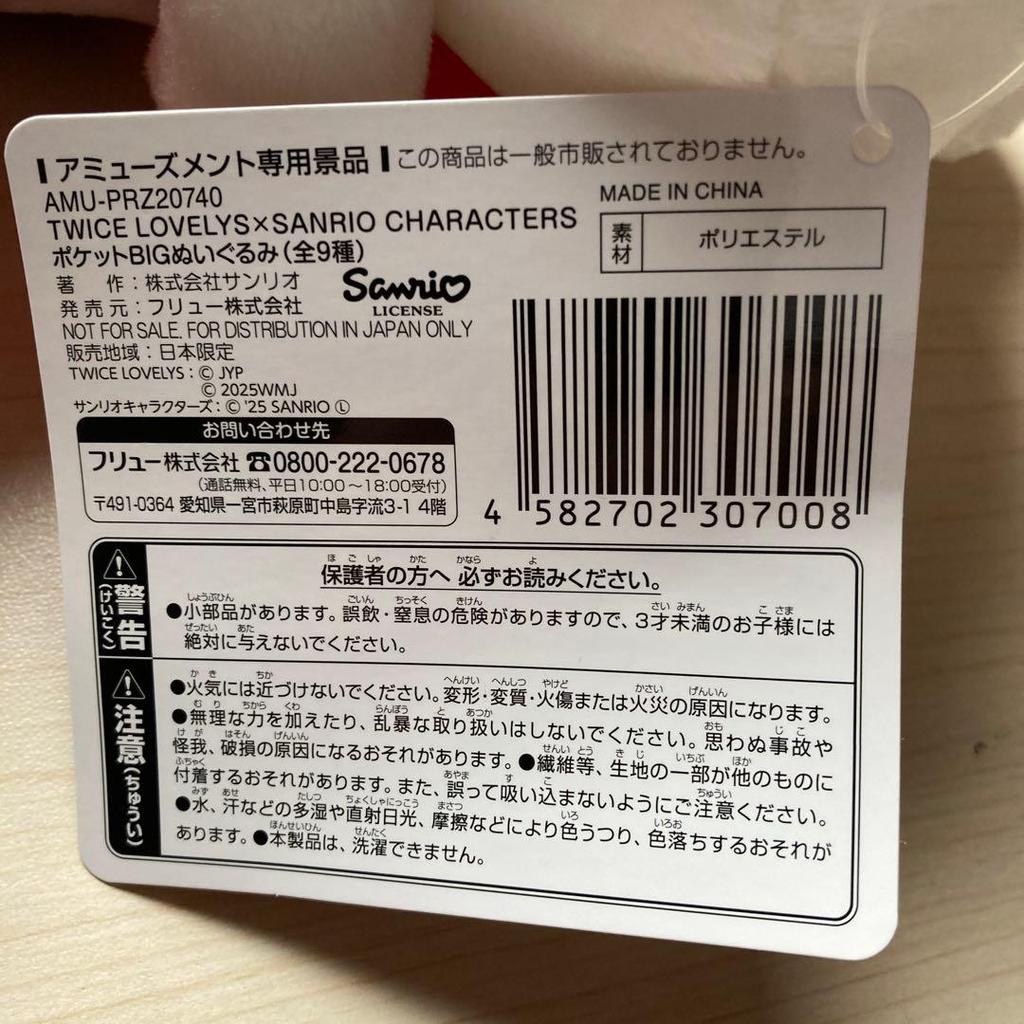 アミューズメント専用景品 この商品は一般市販されておりません。
AMU-PRZ20740
MADE IN CHINA
TWICE LOVELYS×SANRIO CHARACTERS
素材 ポリエステル
ポケットBIGぬいぐるみ(全9種)
著 作:株式会社サンリオ
Sanrio
LICENSE
発売元:フリュー株式会社
NOT FOR SALE. FOR DISTRIBUTION IN JAPAN ONLY
販売地域:日本限定
TWICE LOVELYS:© JYP
© 2025WMJ
サンリオキャラクターズ:© '25 SANRIO Ⓛ
お問い合わせ先
フリュー株式会社 ☎0800-222-0678
(通話無料、平日10:00~18:00受付)
〒491-0364 愛知県一宮市萩原町中島字流3-1 4階
4 582702 307008
警告(けいこく)
保護者の方へ 必ずお読みください。
●小部品があります。誤飲・窒息の危険がありますので、3才未満のお子様には
絶対に与えないでください。
注意(ちゅうい)
●火気には近づけないでください。変形・変質・火傷または火災の原因になります。
●無理な力を加えたり、乱暴な取り扱いはしないでください。思わぬ事故や
怪我、破損の原因になるおそれがあります。●繊維等、生地の一部が他のものに
付着するおそれがあります。また、誤って吸い込まないようにご注意ください。
●水、汗などの多湿や直射日光、摩擦などにより色うつり、色落ちするおそれが
あります。●本製品は、洗濯できません。